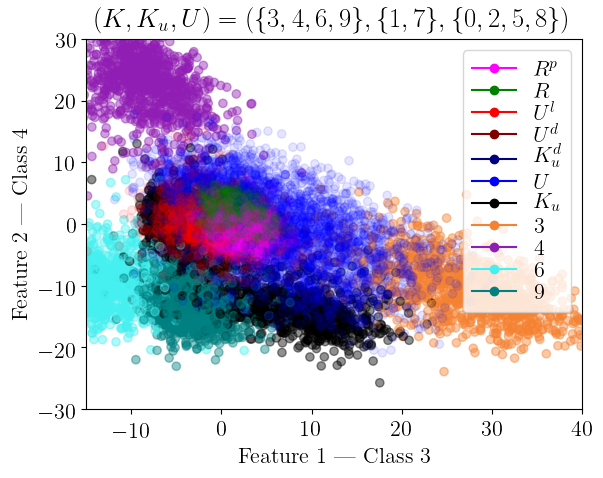 (K, K_u, U) = ({3, 4, 6, 9}, {1, 7}, {0, 2, 5, 8})
30
20
10
0
−10
−20
−30
−10
0
10
20
30
40
Feature 2 — Class 4
Feature 1 — Class 3
R^p
R
U^l
U^d
K_u^d
U
K_u
3
4
6
9